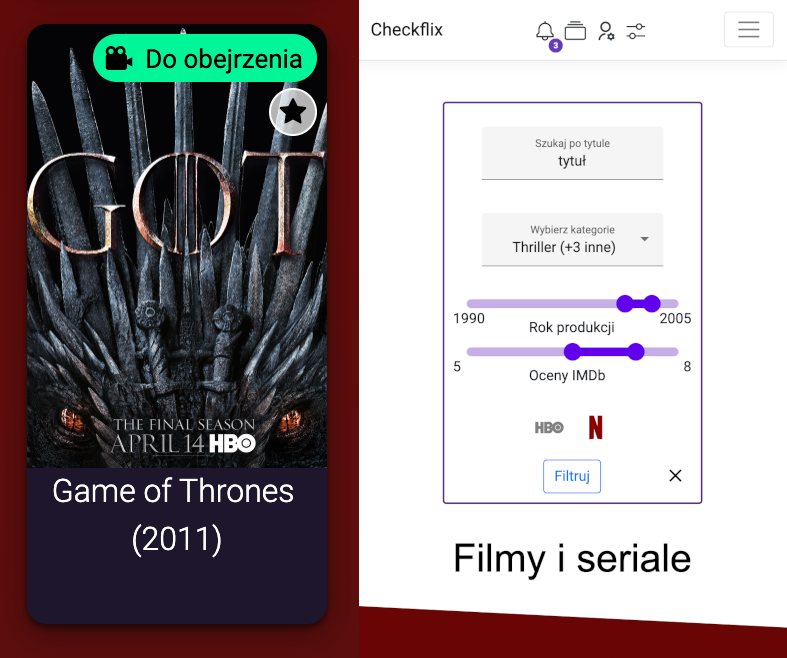 Do obejrzenia
GOT
THE FINAL SEASON
APRIL 14 HBO
Game of Thrones
(2011)
Checkflix
3
Szukaj po tytule
tytuł
Wybierz kategorie
Thriller (+3 inne)
1990
2005
Rok produkcji
5
8
Oceny IMDb
HBO
N
Filtruj
Filmy i seriale